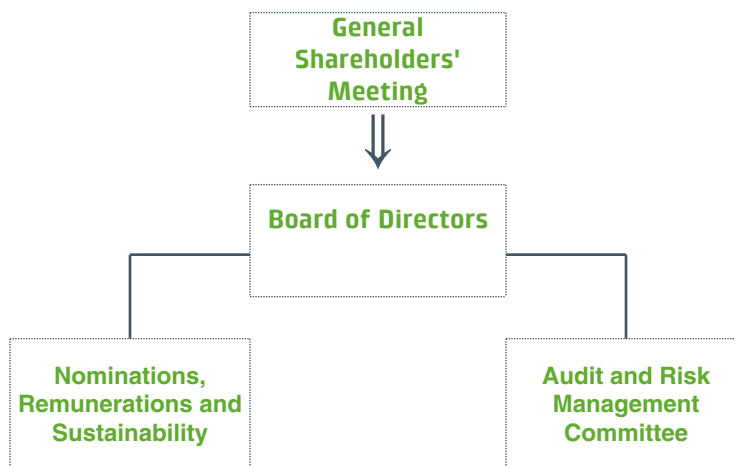 General
Shareholders'
Meeting
Board of Directors
Nominations,
Remunerations and
Sustainability
Audit and Risk
Management
Committee